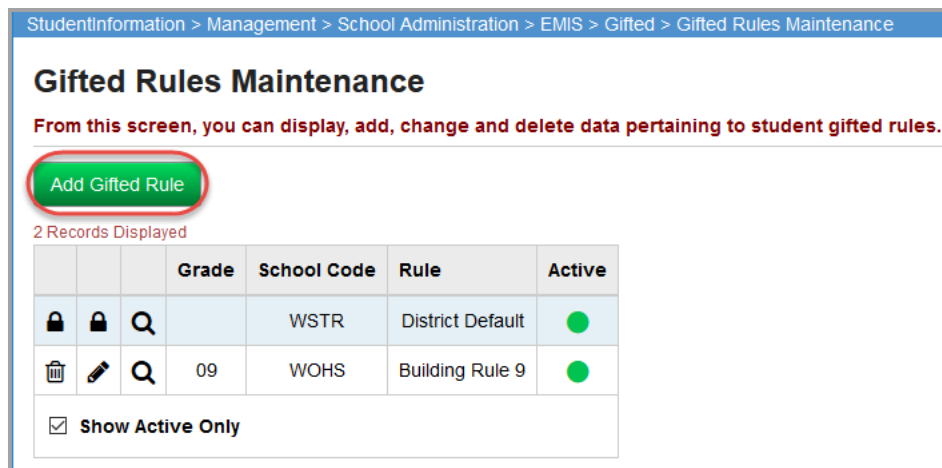 StudentInformation > Management > School Administration > EMIS > Gifted > Gifted Rules Maintenance
Gifted Rules Maintenance
From this screen, you can display, add, change and delete data pertaining to student gifted rules.
Add Gifted Rule
2 Records Displayed
Grade School Code Rule Active
WSTR District Default
09 WOHS Building Rule 9
Show Active Only